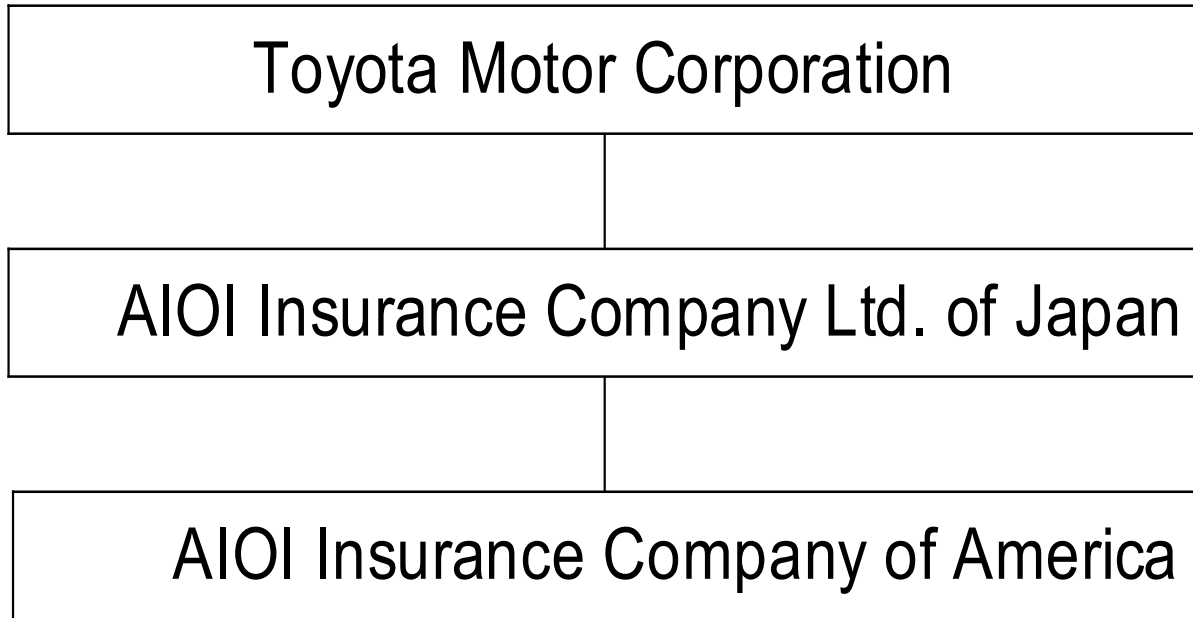 Toyota Motor Corporation
AIOI Insurance Company Ltd. of Japan
AIOI Insurance Company of America